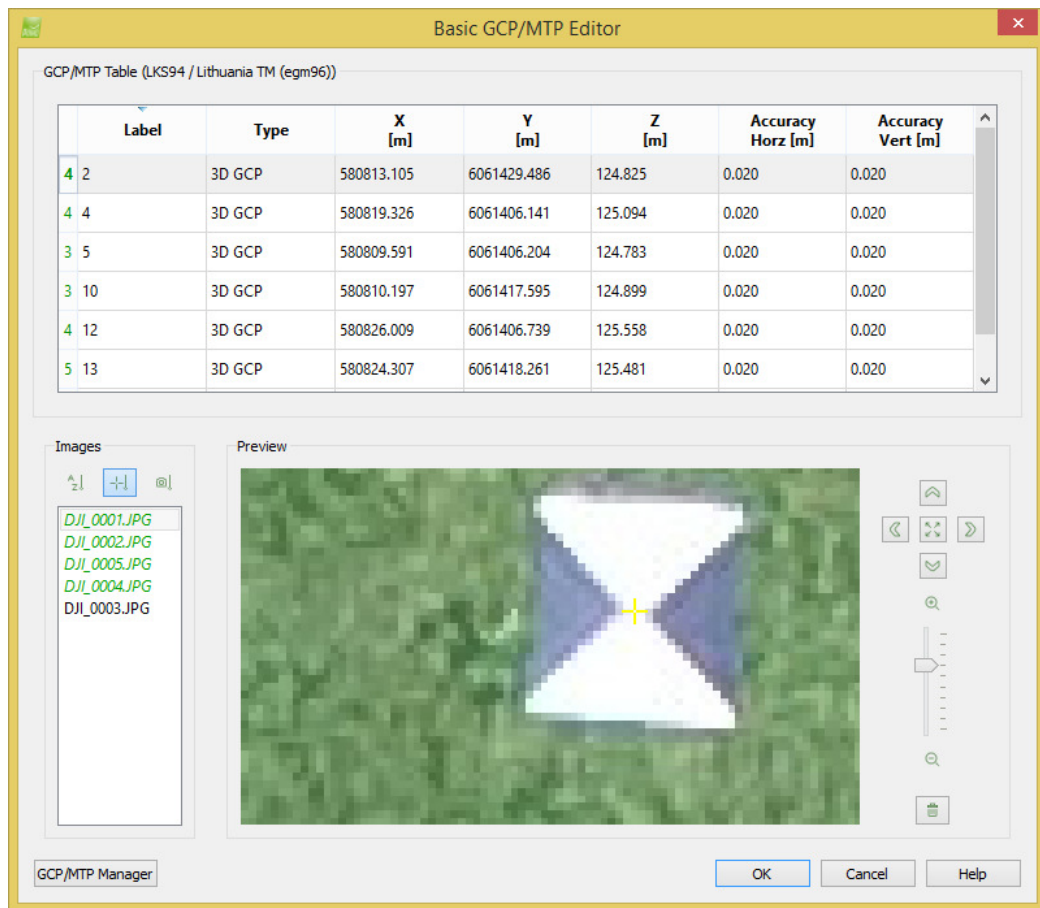 Basic GCP/MTP Editor
GCP/MTP Table (LKS94 / Lithuania TM (egm96))
Label Type X [m] Y [m] Z [m] Accuracy Horz [m] Accuracy Vert [m]
4 2 3D GCP 580813.105 6061429.486 124.825 0.020 0.020
4 4 3D GCP 580819.326 6061406.141 125.094 0.020 0.020
3 5 3D GCP 580809.591 6061406.204 124.783 0.020 0.020
3 10 3D GCP 580810.197 6061417.595 124.899 0.020 0.020
4 12 3D GCP 580826.009 6061406.739 125.558 0.020 0.020
5 13 3D GCP 580824.307 6061418.261 125.481 0.020 0.020
Images
DJI_0001.JPG
DJI_0002.JPG
DJI_0005.JPG
DJI_0004.JPG
DJI_0003.JPG
Preview
GCP/MTP Manager
OK
Cancel
Help